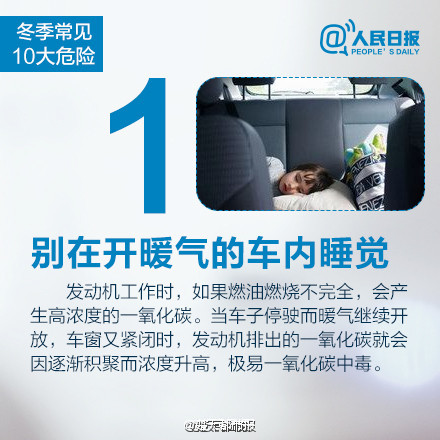 冬季常见
10大危险
@人民日报
PEOPLE'S DAILY
1
别在开暖气的车内睡觉
发动机工作时，如果燃油燃烧不完全，会产
生高浓度的一氧化碳。当车子停驶而暖气继续开
放，车窗又紧闭时，发动机排出的一氧化碳就会
因逐渐积聚而浓度升高，极易一氧化碳中毒。